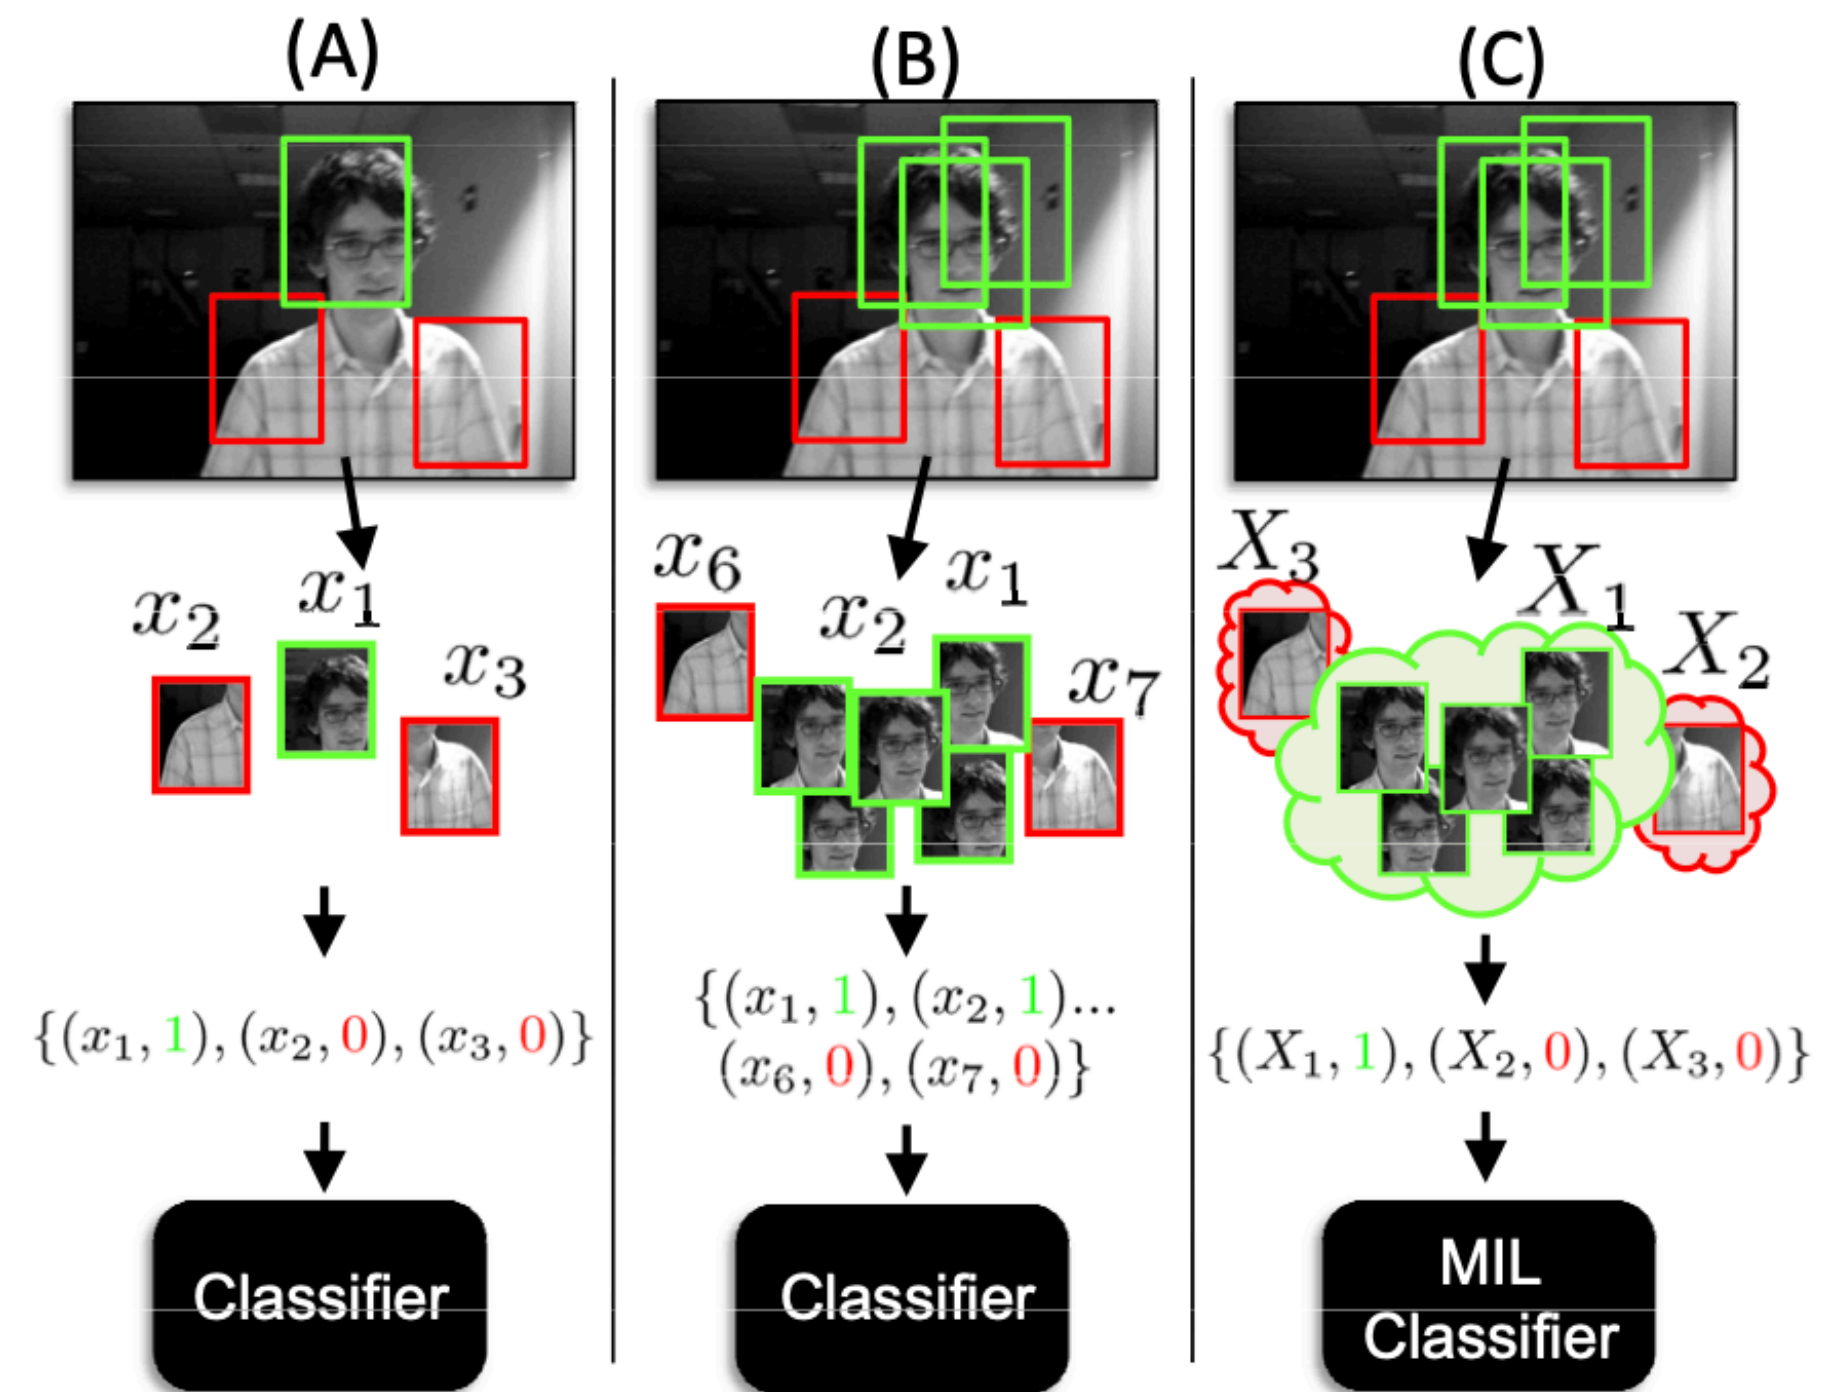 (A)
(B)
(C)
x₂
x₁
x₃
x₆
x₂
x₁
x₇
X₃
X₁
X₂
{(x₁, 1), (x₂, 0), (x₃, 0)}
{(x₁, 1), (x₂, 1)...
(x₆, 0), (x₇, 0)}
{(X₁, 1), (X₂, 0), (X₃, 0)}
Classifier
Classifier
MIL
Classifier